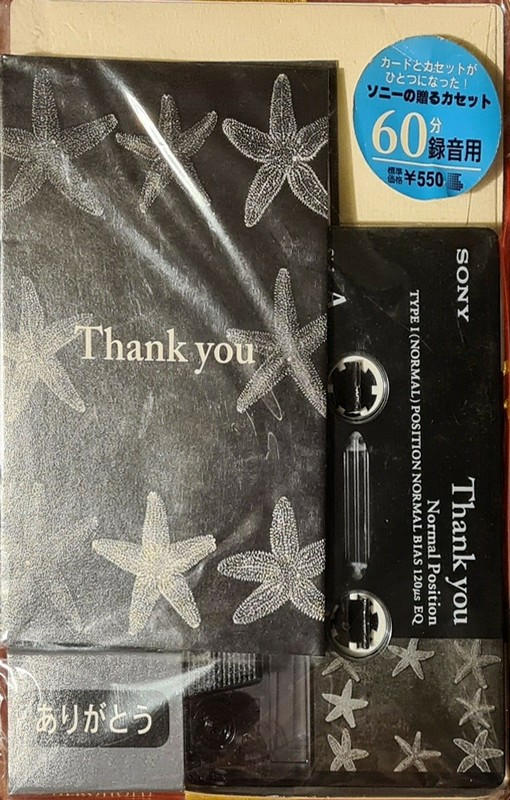 カードとカセットが
ひとつになった!
ソニーの贈るカセット
60分
録音用
標準価格 ¥550
Thank you
A
SONY
TYPE I (NORMAL) POSITION NORMAL BIAS 120μs EQ
Thank you
Normal Position
ありがとう